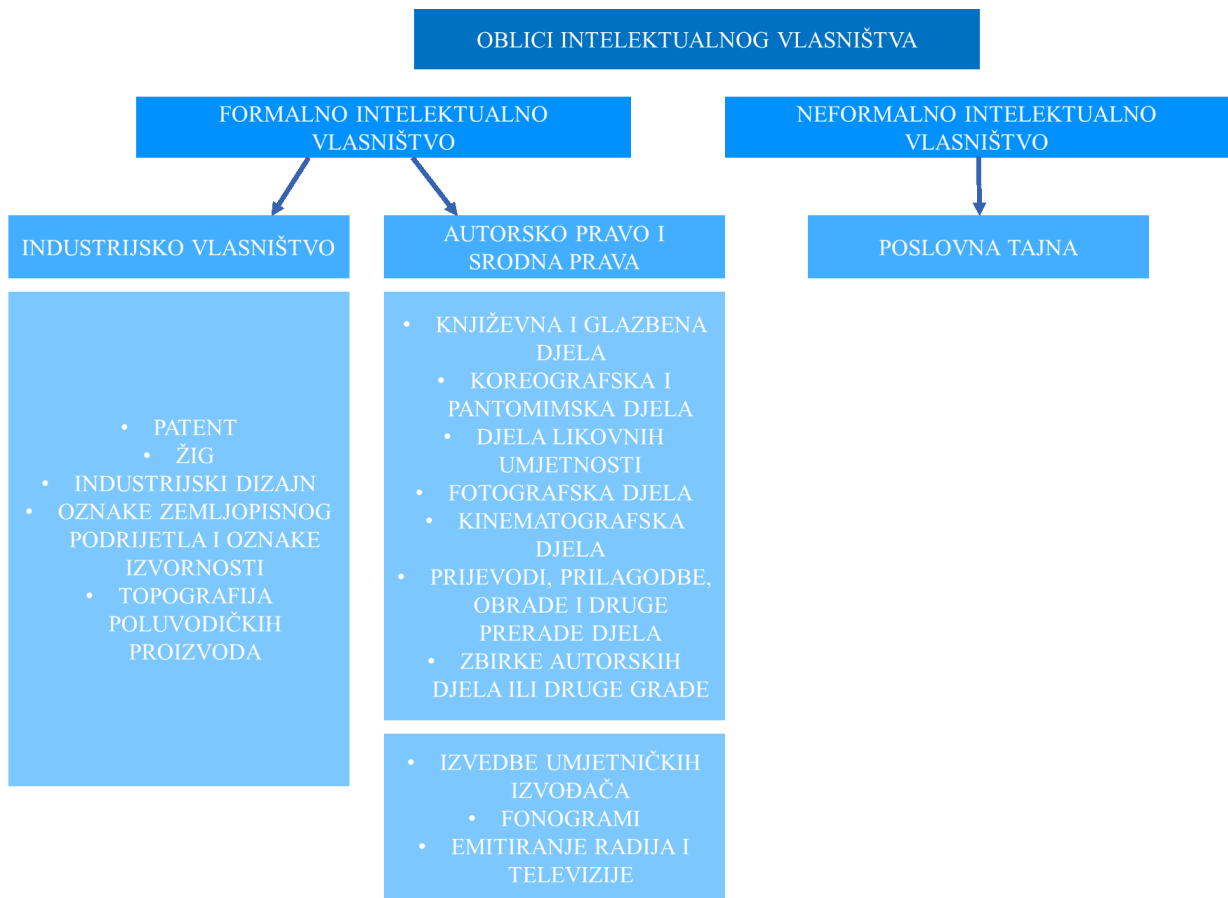 OBLICI INTELEKTUALNOG VLASNIŠTVA
FORMALNO INTELEKTUALNO
VLASNIŠTVO
NEFORMALNO INTELEKTUALNO
VLASNIŠTVO
INDUSTRIJSKO VLASNIŠTVO
AUTORSKO PRAVO I
SRODNA PRAVA
POSLOVNA TAJNA
• PATENT
• ŽIG
• INDUSTRIJSKI DIZAJN
• OZNAKE ZEMLJOPISNOG
PODRIJETLA I OZNAKE
IZVORNOSTI
• TOPOGRAFIJA
POLUVODIČKIH
PROIZVODA
• KNJIŽEVNA I GLAZBENA
DJELA
• KOREOGRAFSKA I
PANTOMIMSKA DJELA
• DJELA LIKOVNIH
UMJETNOSTI
• FOTOGRAFSKA DJELA
• KINEMATOGRAFSKA
DJELA
• PRIJEVODI, PRILAGODBE,
OBRADE I DRUGE
PRERADE DJELA
• ZBIRKE AUTORSKIH
DJELA ILI DRUGE GRAĐE
• IZVEDBE UMJETNIČKIH
IZVOĐAČA
• FONOGRAMI
• EMITIRANJE RADIJA I
TELEVIZIJE